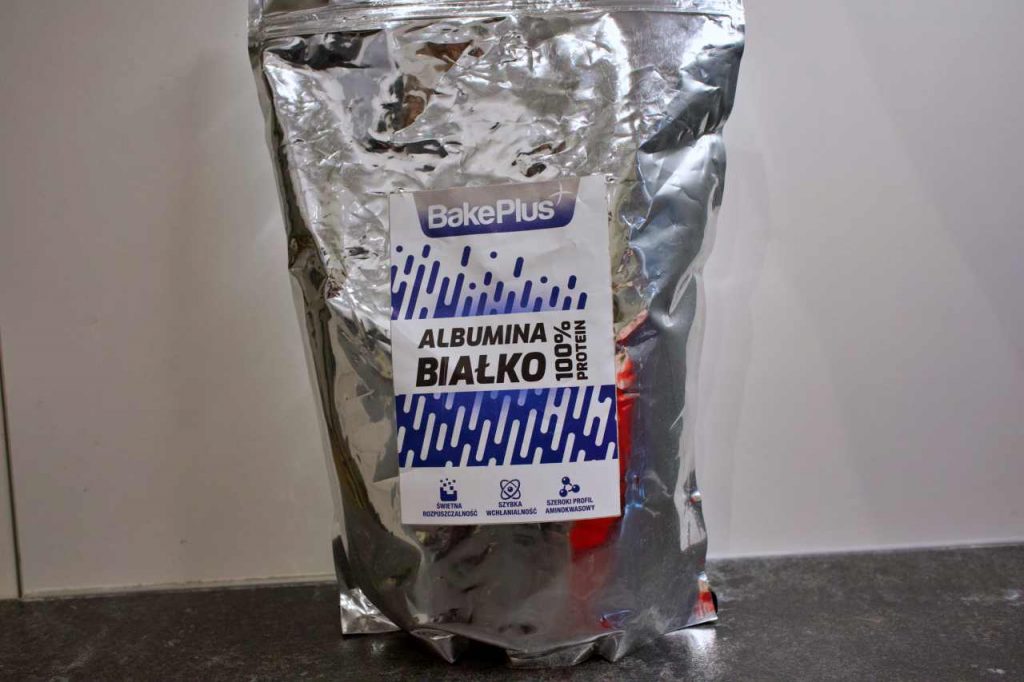 BakePlus
ALBUMINA
BIAŁKO
100%
PROTEIN
ŚWIETNA
ROZPUSZCZALNOŚĆ
SZYBKA
WCHŁANIALNOŚĆ
SZEROKI PROFIL
AMINOKWASOWY